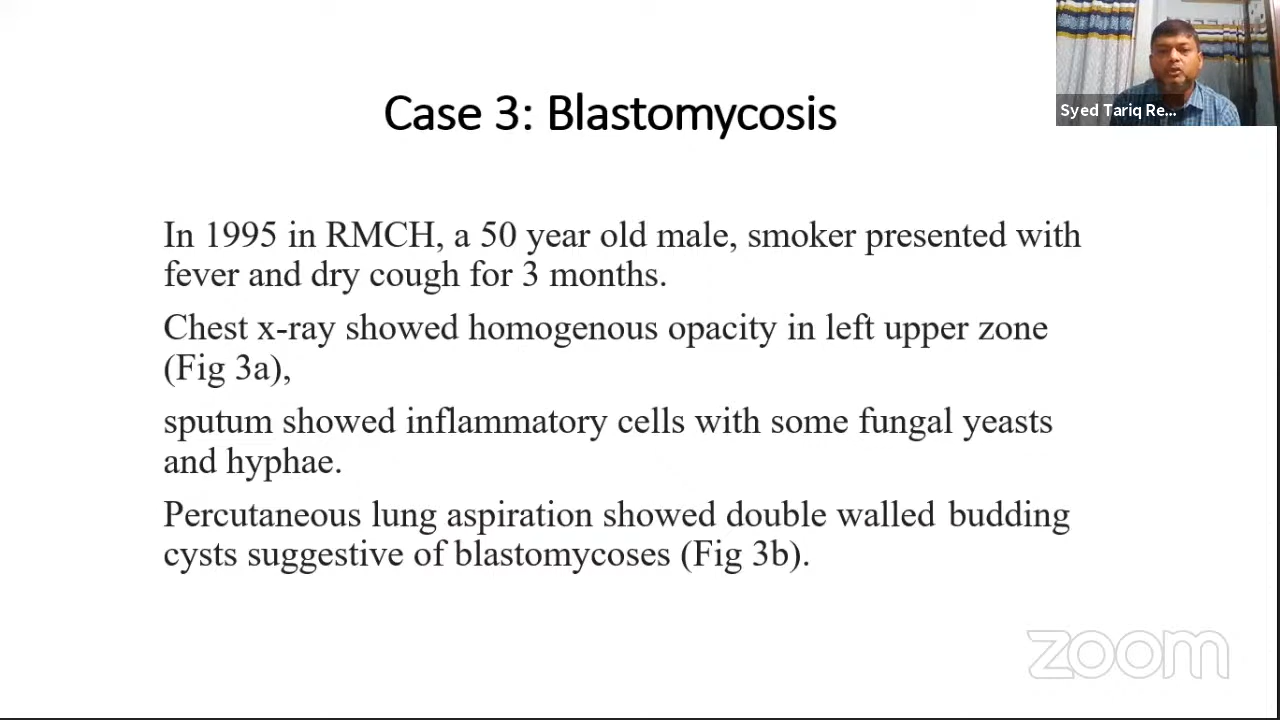 Syed Tariq Re...
Case 3: Blastomycosis
In 1995 in RMCH, a 50 year old male, smoker presented with
fever and dry cough for 3 months.
Chest x-ray showed homogenous opacity in left upper zone
(Fig 3a),
sputum showed inflammatory cells with some fungal yeasts
and hyphae.
Percutaneous lung aspiration showed double walled budding
cysts suggestive of blastomycoses (Fig 3b).
zoom